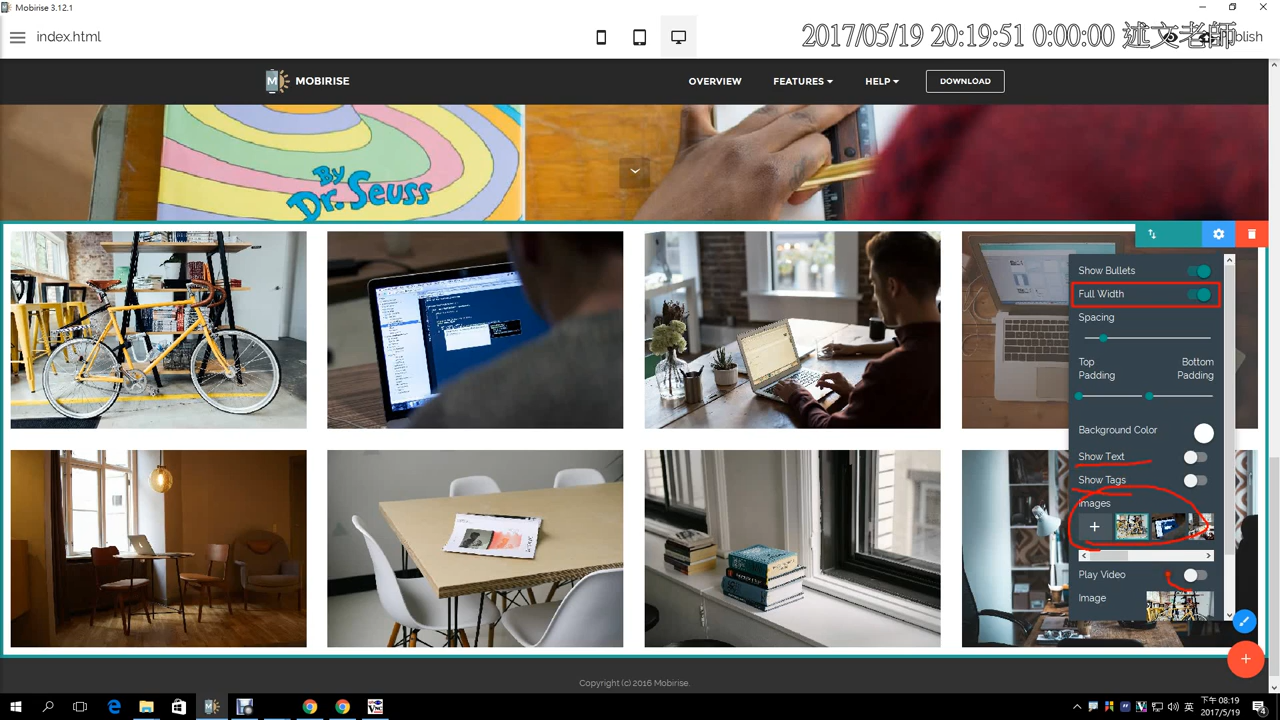 Mobirise 3.12.1
index.html
2017/05/19 20:19:51 0:00:00 述文老師
MOBIRISE
OVERVIEW
FEATURES
HELP
DOWNLOAD
By
Dr. Seuss
Show Bullets
Full Width
Spacing
Top Padding
Bottom Padding
Background Color
Show Text
Show Tags
Images
Play Video
Image
Copyright (c) 2016 Mobirise.
英
下午 08:19
2017/5/19
4